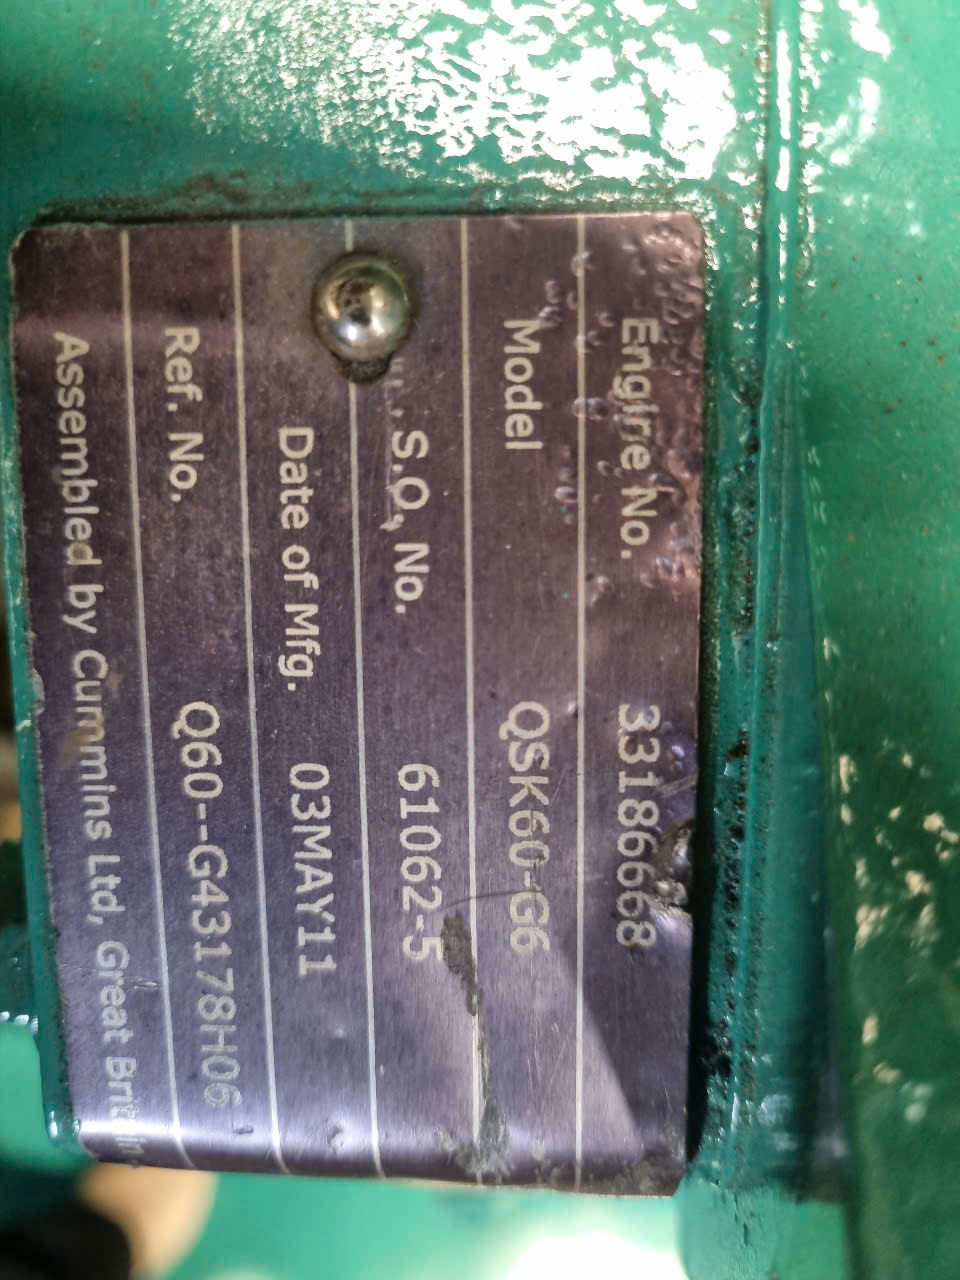 Engine No. 33186668
Model QSK60-G6
S.O. No. 61062-5
Date of Mfg. 03MAY11
Ref. No. Q60--G43178H06
Assembled by Cummins Ltd, Great Britain.